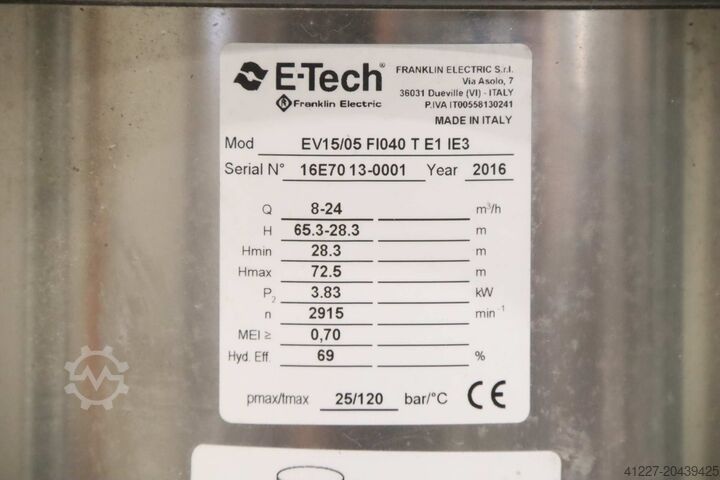 E-Tech®
Franklin Electric
FRANKLIN ELECTRIC S.r.l.
Via Asolo, 7
36031 Dueville (VI) - ITALY
P.IVA IT00558130241
MADE IN ITALY
Mod EV15/05 FI040 T E1 IE3
Serial N° 16E70 13-0001 Year 2016
Q 8-24 m³/h
H 65.3-28.3 m
Hmin 28.3 m
Hmax 72.5 m
P₂ 3.83 kW
n 2915 min⁻¹
MEI ≥ 0,70
Hyd. Eff. 69 %
pmax/tmax 25/120 bar/°C CE
41227-20439425